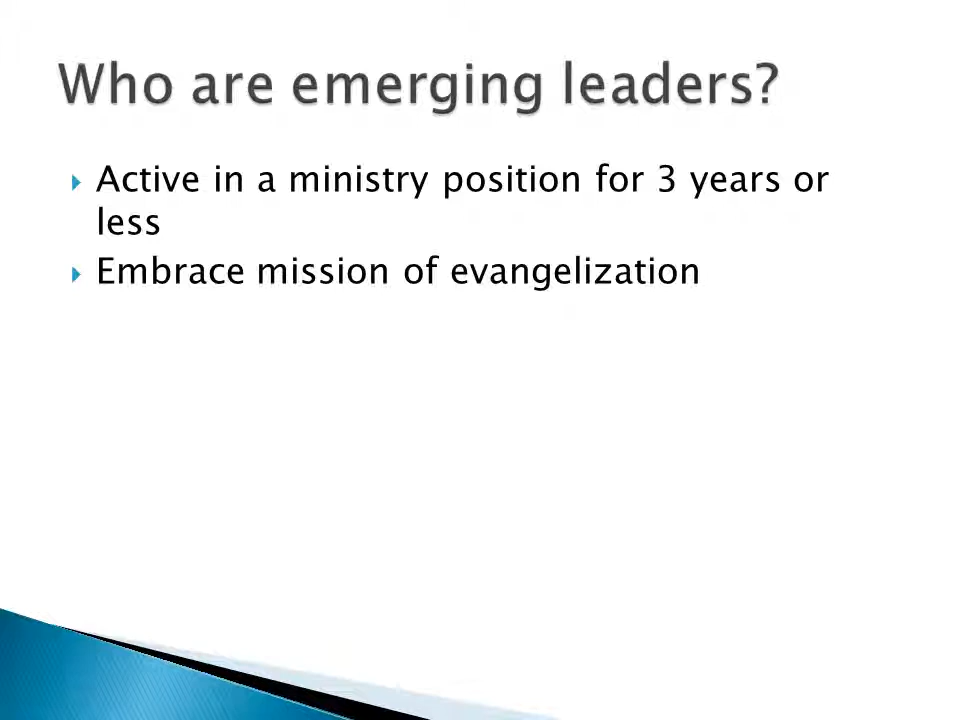 Who are emerging leaders?
Active in a ministry position for 3 years or
less
Embrace mission of evangelization